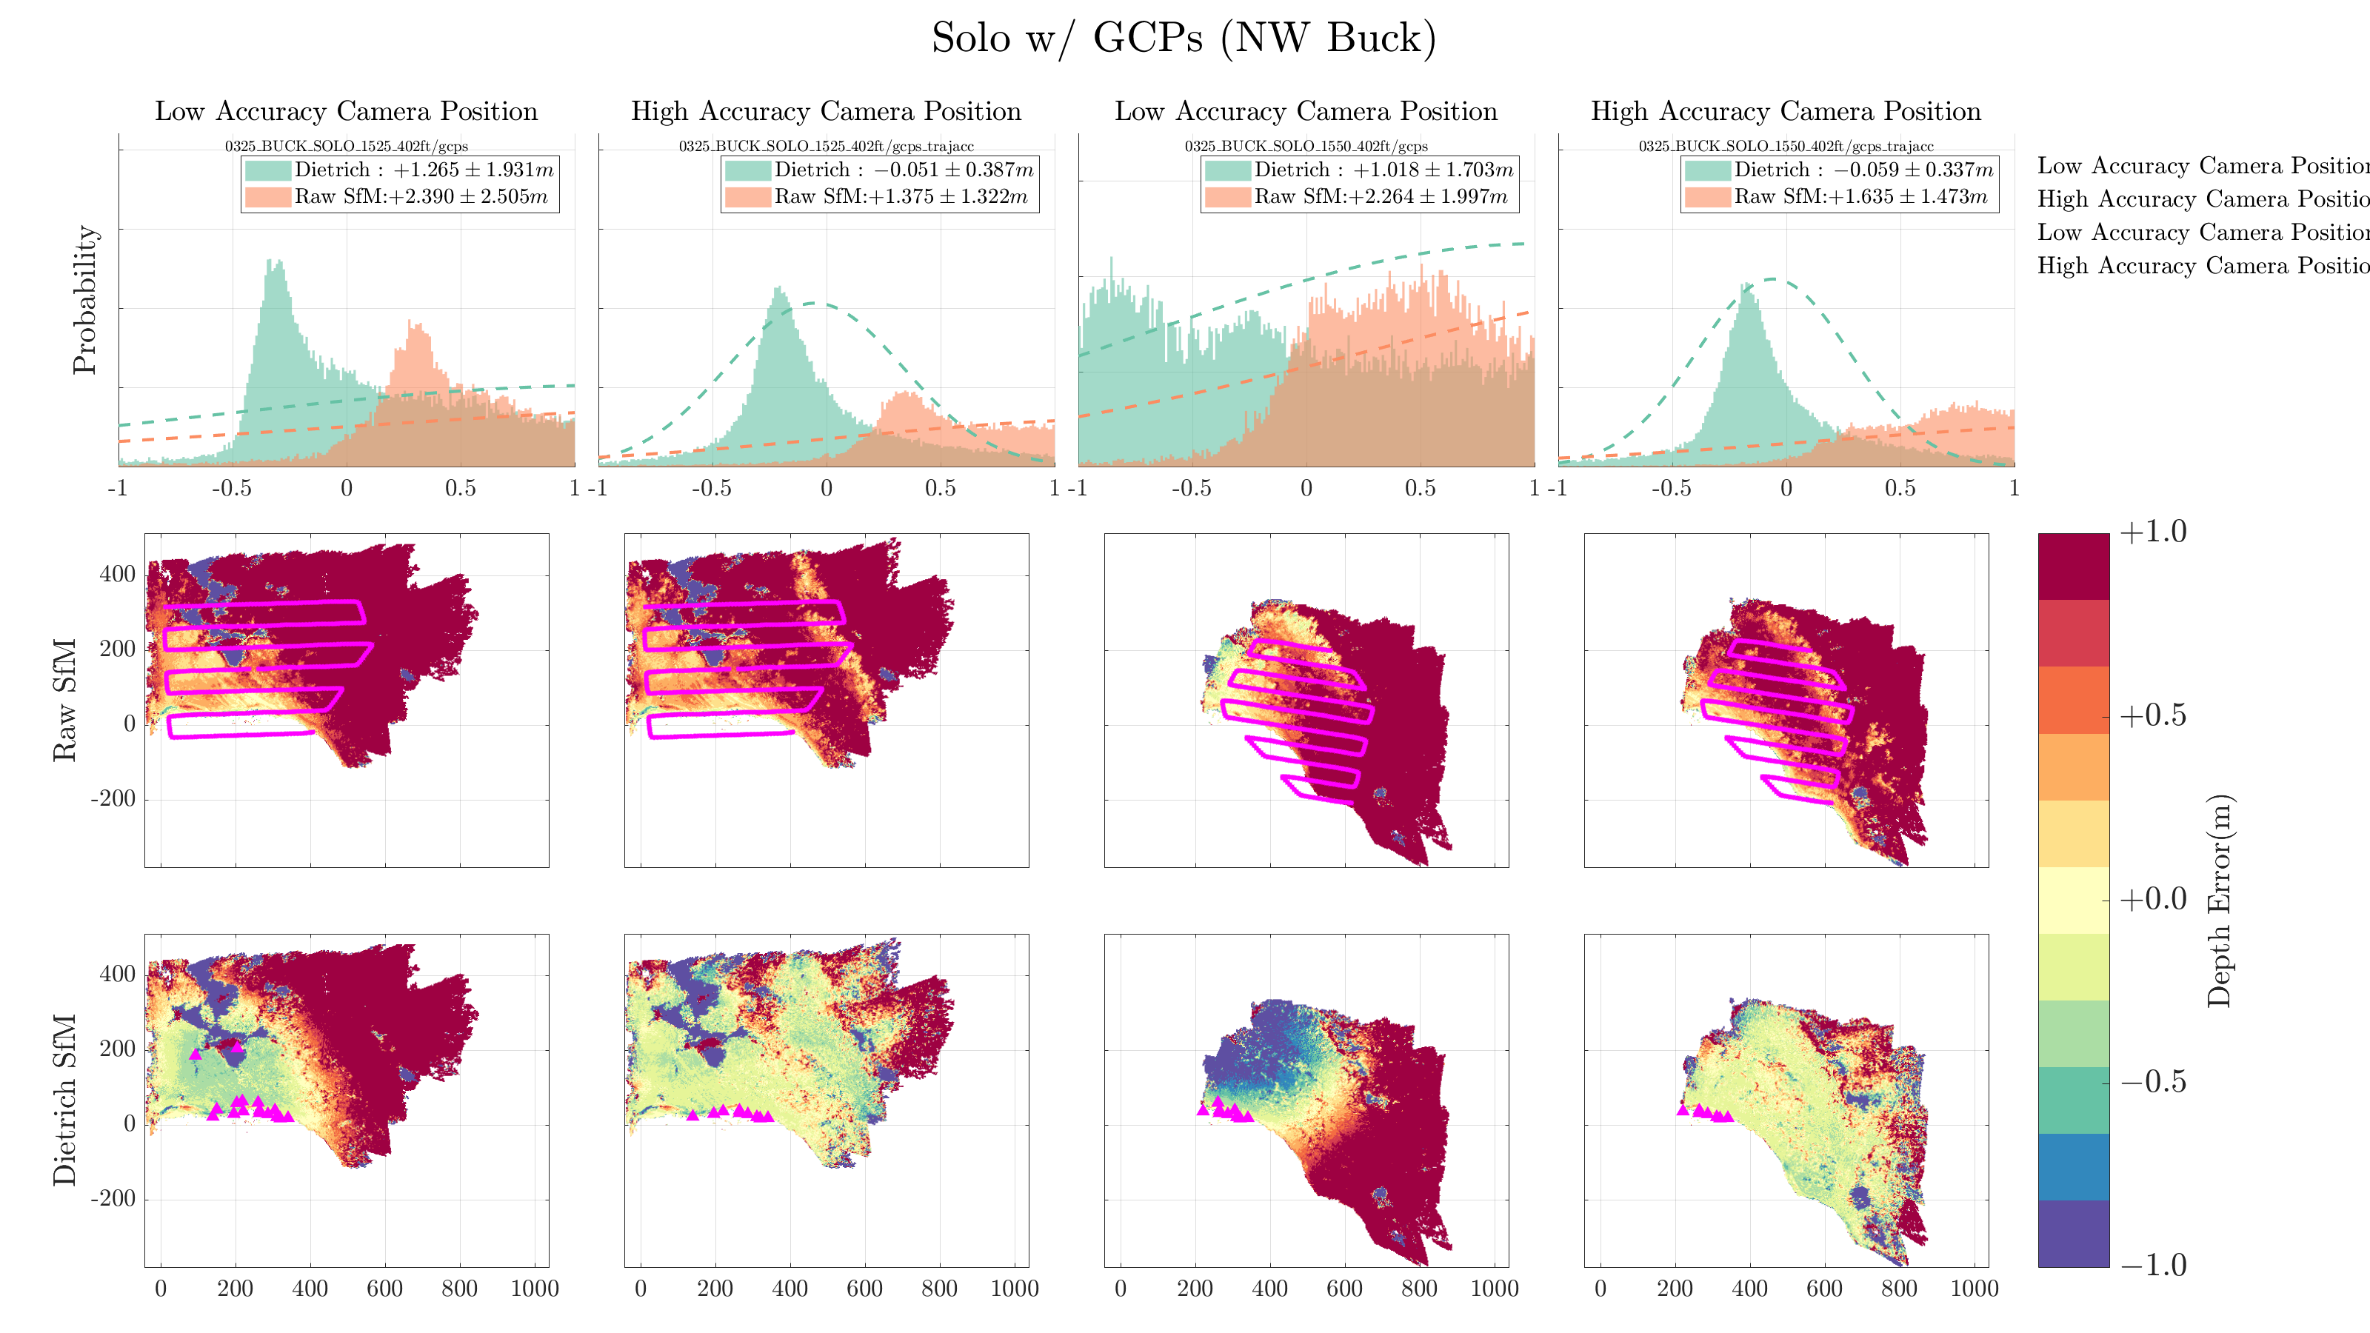 Solo w/ GCPs (NW Buck)
Low Accuracy Camera Position
0325_BUCK_SOLO_1525_402ft/gcps
Dietrich : +1.265 ± 1.931m
Raw SfM:+2.390 ± 2.505m
Probability
-1 -0.5 0 0.5 1
High Accuracy Camera Position
0325_BUCK_SOLO_1525_402ft/gcps_trajacc
Dietrich : −0.051 ± 0.387m
Raw SfM:+1.375 ± 1.322m
-1 -0.5 0 0.5 1
Low Accuracy Camera Position
0325_BUCK_SOLO_1550_402ft/gcps
Dietrich : +1.018 ± 1.703m
Raw SfM:+2.264 ± 1.997m
-1 -0.5 0 0.5 1
High Accuracy Camera Position
0325_BUCK_SOLO_1550_402ft/gcps_trajacc
Dietrich : −0.059 ± 0.337m
Raw SfM:+1.635 ± 1.473m
-1 -0.5 0 0.5 1
Low Accuracy Camera Position
High Accuracy Camera Positio
Low Accuracy Camera Position
High Accuracy Camera Positio
Raw SfM
400
200
0
-200
Dietrich SfM
400
200
0
-200
0 200 400 600 800 1000
0 200 400 600 800 1000
0 200 400 600 800 1000
0 200 400 600 800 1000
+1.0
+0.5
+0.0
−0.5
−1.0
Depth Error(m)